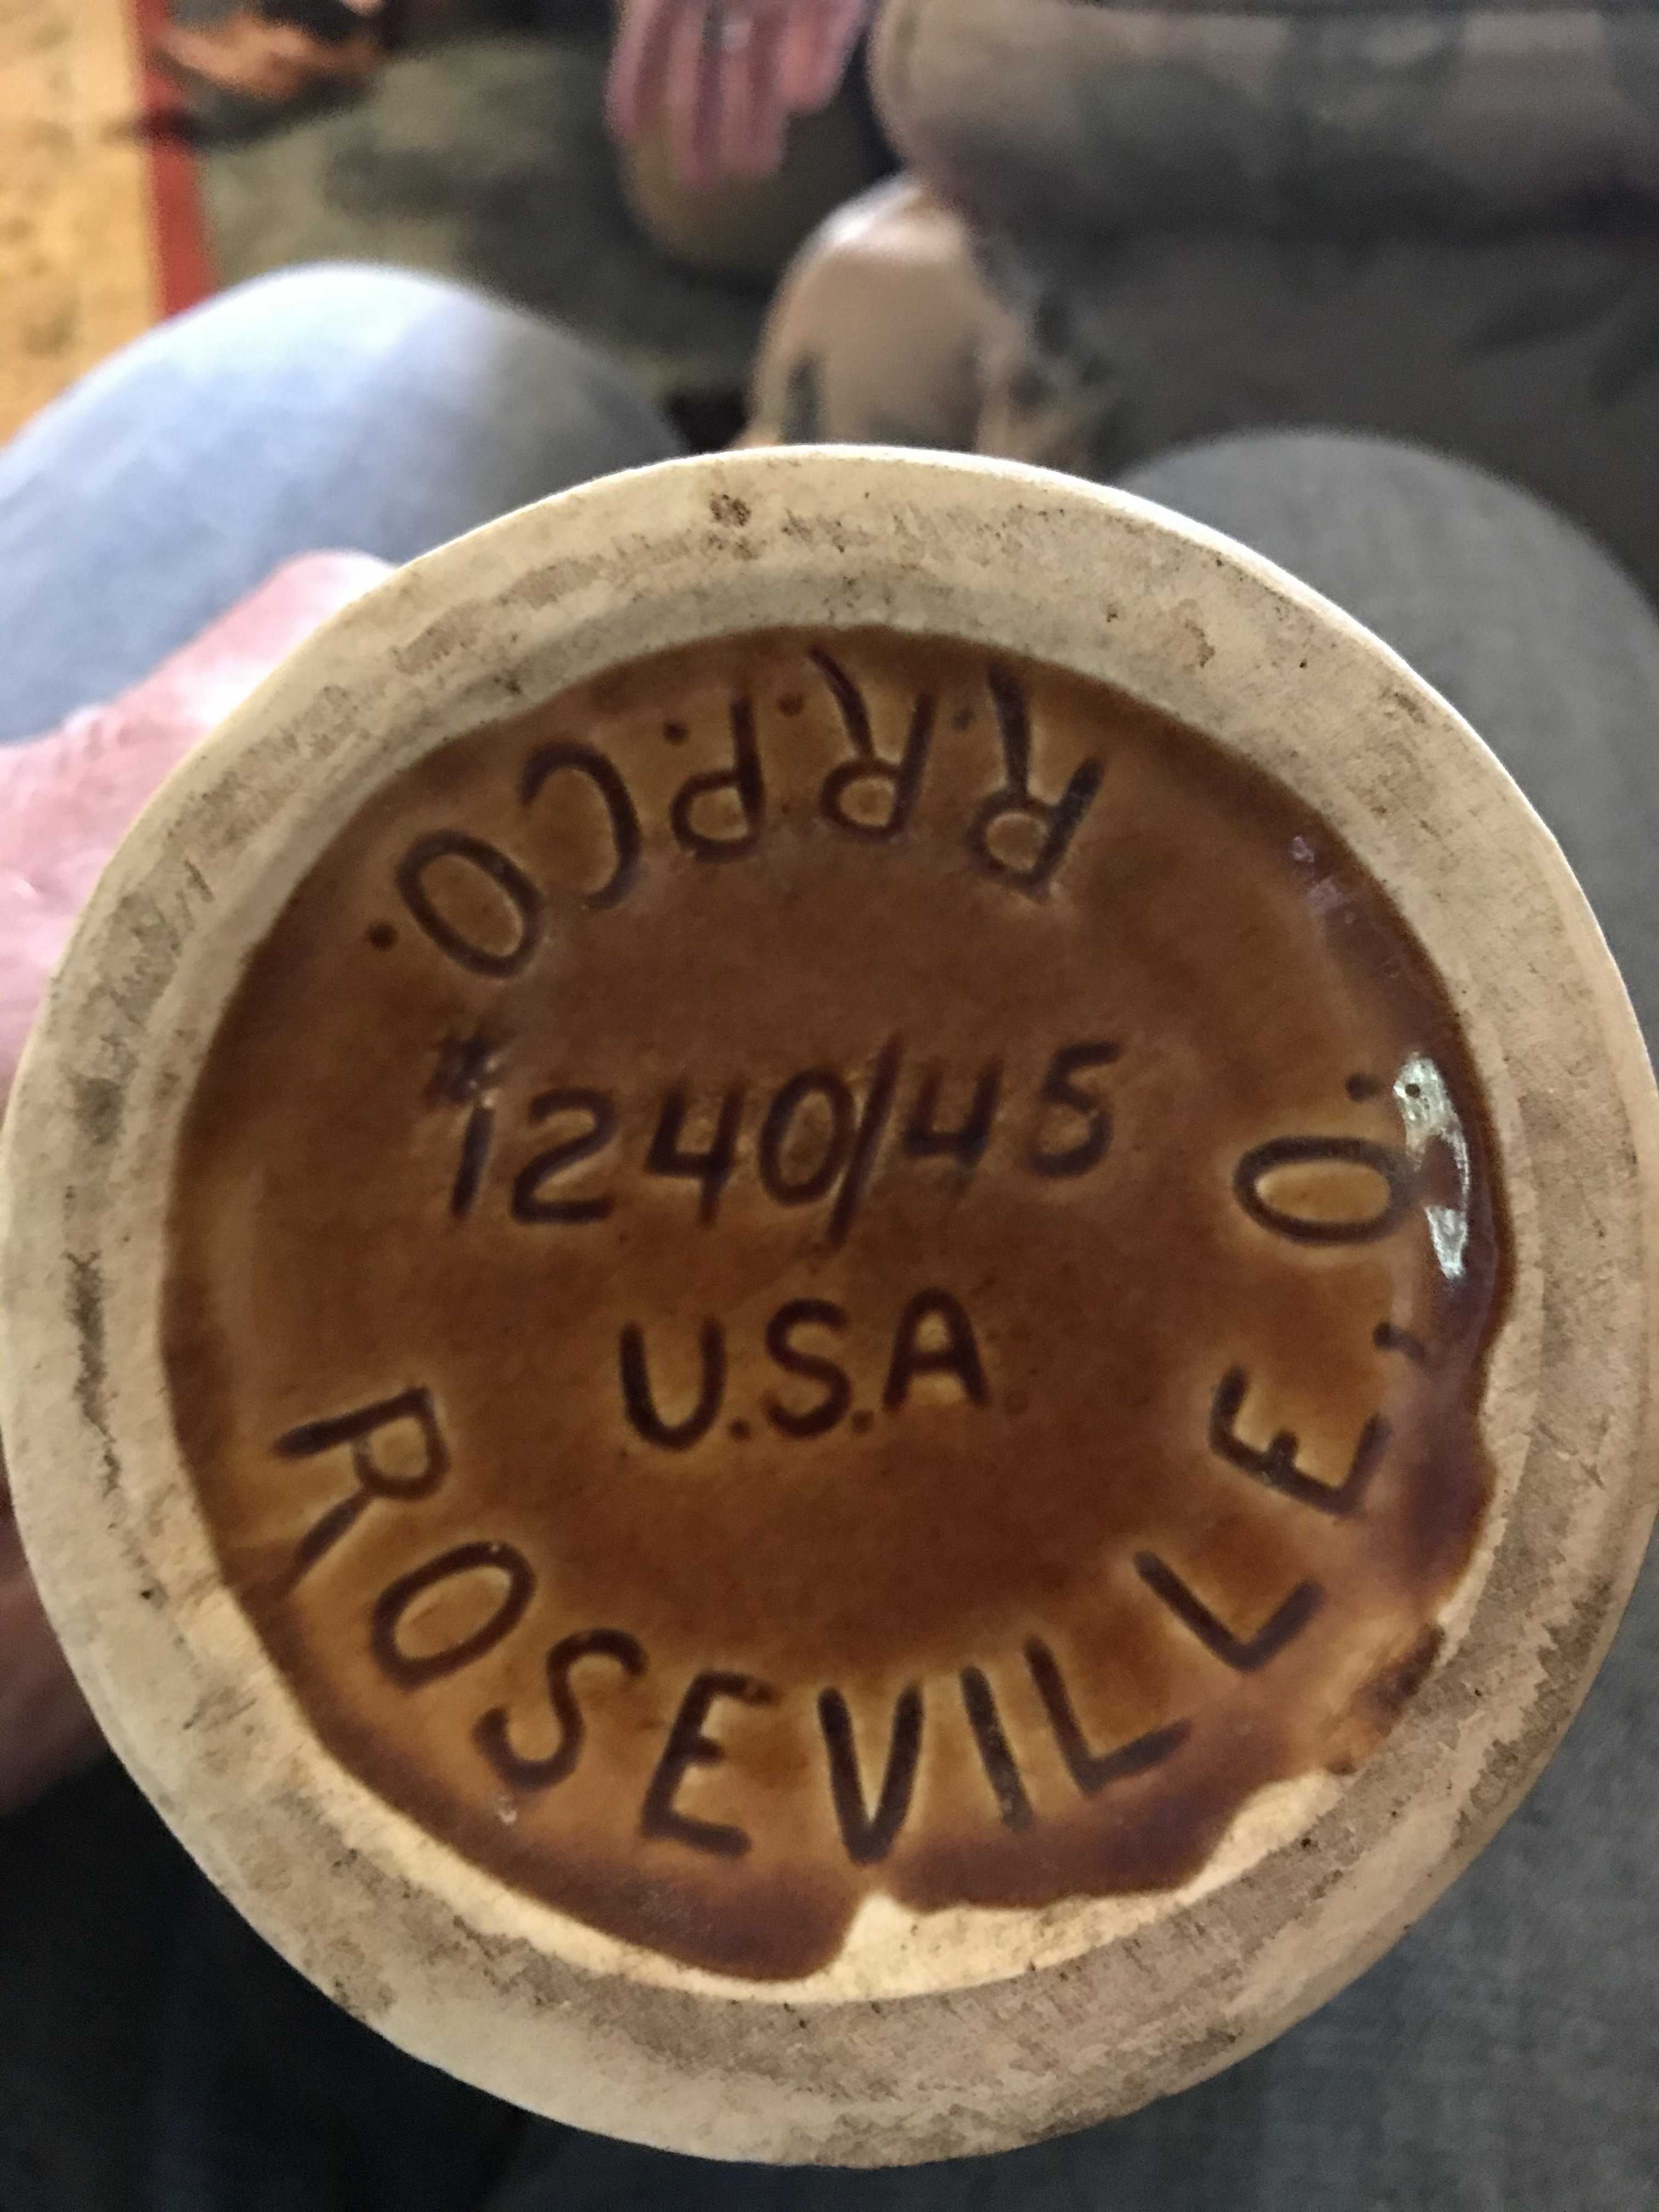 R.R.P.CO.
#1240/45
U.S.A
ROSEVILLE, O.